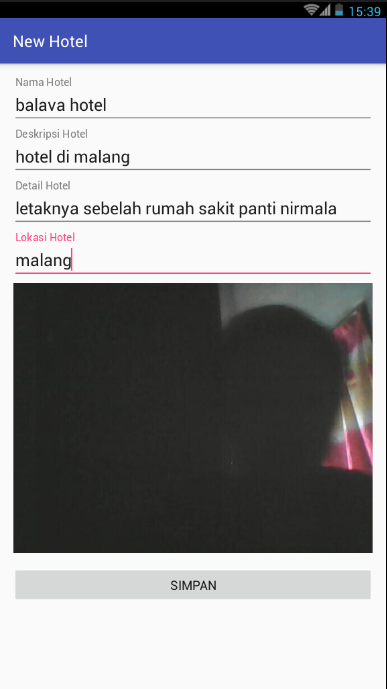 15:39
New Hotel
Nama Hotel
balava hotel
Deskripsi Hotel
hotel di malang
Detail Hotel
letaknya sebelah rumah sakit panti nirmala
Lokasi Hotel
malang
SIMPAN